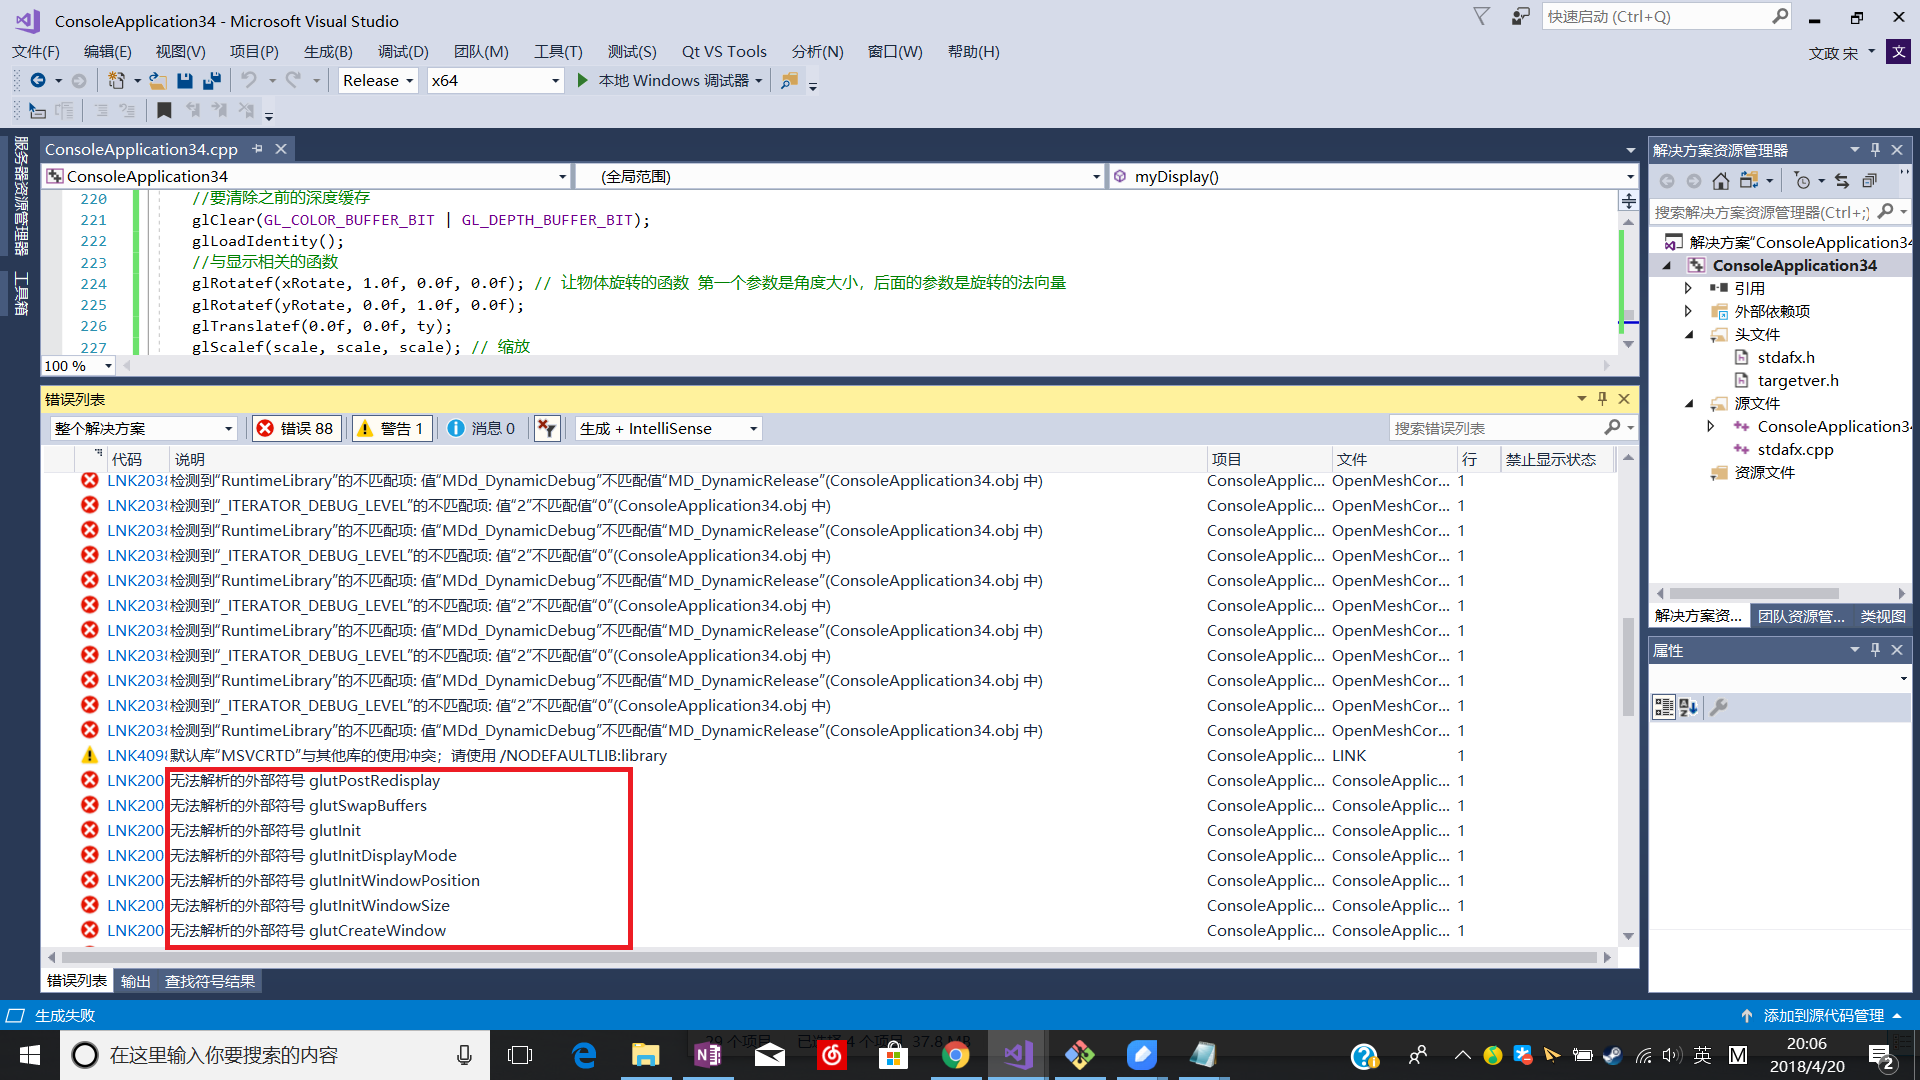 ConsoleApplication34 - Microsoft Visual Studio
快速启动 (Ctrl+Q)
文件(F) 编辑(E) 视图(V) 项目(P) 生成(B) 调试(D) 团队(M) 工具(T) 测试(S) Qt VS Tools 分析(N) 窗口(W) 帮助(H)
文政 宋 文
Release x64 本地 Windows 调试器
服务器资源管理器
工具箱
ConsoleApplication34.cpp
ConsoleApplication34 (全局范围) myDisplay()
220 //要清除之前的深度缓存
221 glClear(GL_COLOR_BUFFER_BIT | GL_DEPTH_BUFFER_BIT);
222 glLoadIdentity();
223 //与显示相关的函数
224 glRotatef(xRotate, 1.0f, 0.0f, 0.0f); // 让物体旋转的函数 第一个参数是角度大小，后面的参数是旋转的法向量
225 glRotatef(yRotate, 0.0f, 1.0f, 0.0f);
226 glTranslatef(0.0f, 0.0f, ty);
227 glScalef(scale, scale, scale); // 缩放
100 %
错误列表
整个解决方案 错误 88 警告 1 消息 0 生成 + IntelliSense 搜索错误列表
代码 说明 项目 文件 行 禁止显示状态
LNK2038 检测到“RuntimeLibrary”的不匹配项: 值“MDd_DynamicDebug”不匹配值“MD_DynamicRelease”(ConsoleApplication34.obj 中) ConsoleApplic... OpenMeshCor... 1
LNK2038 检测到“_ITERATOR_DEBUG_LEVEL”的不匹配项: 值“2”不匹配值“0”(ConsoleApplication34.obj 中) ConsoleApplic... OpenMeshCor... 1
LNK2038 检测到“RuntimeLibrary”的不匹配项: 值“MDd_DynamicDebug”不匹配值“MD_DynamicRelease”(ConsoleApplication34.obj 中) ConsoleApplic... OpenMeshCor... 1
LNK2038 检测到“_ITERATOR_DEBUG_LEVEL”的不匹配项: 值“2”不匹配值“0”(ConsoleApplication34.obj 中) ConsoleApplic... OpenMeshCor... 1
LNK2038 检测到“RuntimeLibrary”的不匹配项: 值“MDd_DynamicDebug”不匹配值“MD_DynamicRelease”(ConsoleApplication34.obj 中) ConsoleApplic... OpenMeshCor... 1
LNK2038 检测到“_ITERATOR_DEBUG_LEVEL”的不匹配项: 值“2”不匹配值“0”(ConsoleApplication34.obj 中) ConsoleApplic... OpenMeshCor... 1
LNK2038 检测到“RuntimeLibrary”的不匹配项: 值“MDd_DynamicDebug”不匹配值“MD_DynamicRelease”(ConsoleApplication34.obj 中) ConsoleApplic... OpenMeshCor... 1
LNK2038 检测到“_ITERATOR_DEBUG_LEVEL”的不匹配项: 值“2”不匹配值“0”(ConsoleApplication34.obj 中) ConsoleApplic... OpenMeshCor... 1
LNK2038 检测到“RuntimeLibrary”的不匹配项: 值“MDd_DynamicDebug”不匹配值“MD_DynamicRelease”(ConsoleApplication34.obj 中) ConsoleApplic... OpenMeshCor... 1
LNK2038 检测到“_ITERATOR_DEBUG_LEVEL”的不匹配项: 值“2”不匹配值“0”(ConsoleApplication34.obj 中) ConsoleApplic... OpenMeshCor... 1
LNK2038 检测到“RuntimeLibrary”的不匹配项: 值“MDd_DynamicDebug”不匹配值“MD_DynamicRelease”(ConsoleApplication34.obj 中) ConsoleApplic... OpenMeshCor... 1
LNK4098 默认库“MSVCRTD”与其他库的使用冲突；请使用 /NODEFAULTLIB:library ConsoleApplic... LINK 1
LNK200 无法解析的外部符号 glutPostRedisplay ConsoleApplic... ConsoleApplic... 1
LNK200 无法解析的外部符号 glutSwapBuffers ConsoleApplic... ConsoleApplic... 1
LNK200 无法解析的外部符号 glutInit ConsoleApplic... ConsoleApplic... 1
LNK200 无法解析的外部符号 glutInitDisplayMode ConsoleApplic... ConsoleApplic... 1
LNK200 无法解析的外部符号 glutInitWindowPosition ConsoleApplic... ConsoleApplic... 1
LNK200 无法解析的外部符号 glutInitWindowSize ConsoleApplic... ConsoleApplic... 1
LNK200 无法解析的外部符号 glutCreateWindow ConsoleApplic... ConsoleApplic... 1
错误列表 输出 查找符号结果
解决方案资源管理器
搜索解决方案资源管理器(Ctrl+;)
解决方案“ConsoleApplication34
ConsoleApplication34
引用
外部依赖项
头文件
stdafx.h
targetver.h
源文件
ConsoleApplication34
stdafx.cpp
资源文件
解决方案资... 团队资源管... 类视图
属性
生成失败 添加到源代码管理
在这里输入你要搜索的内容
个项目 已选择 4 个项目 37.8 MB
英 M
20:06
2018/4/20
2